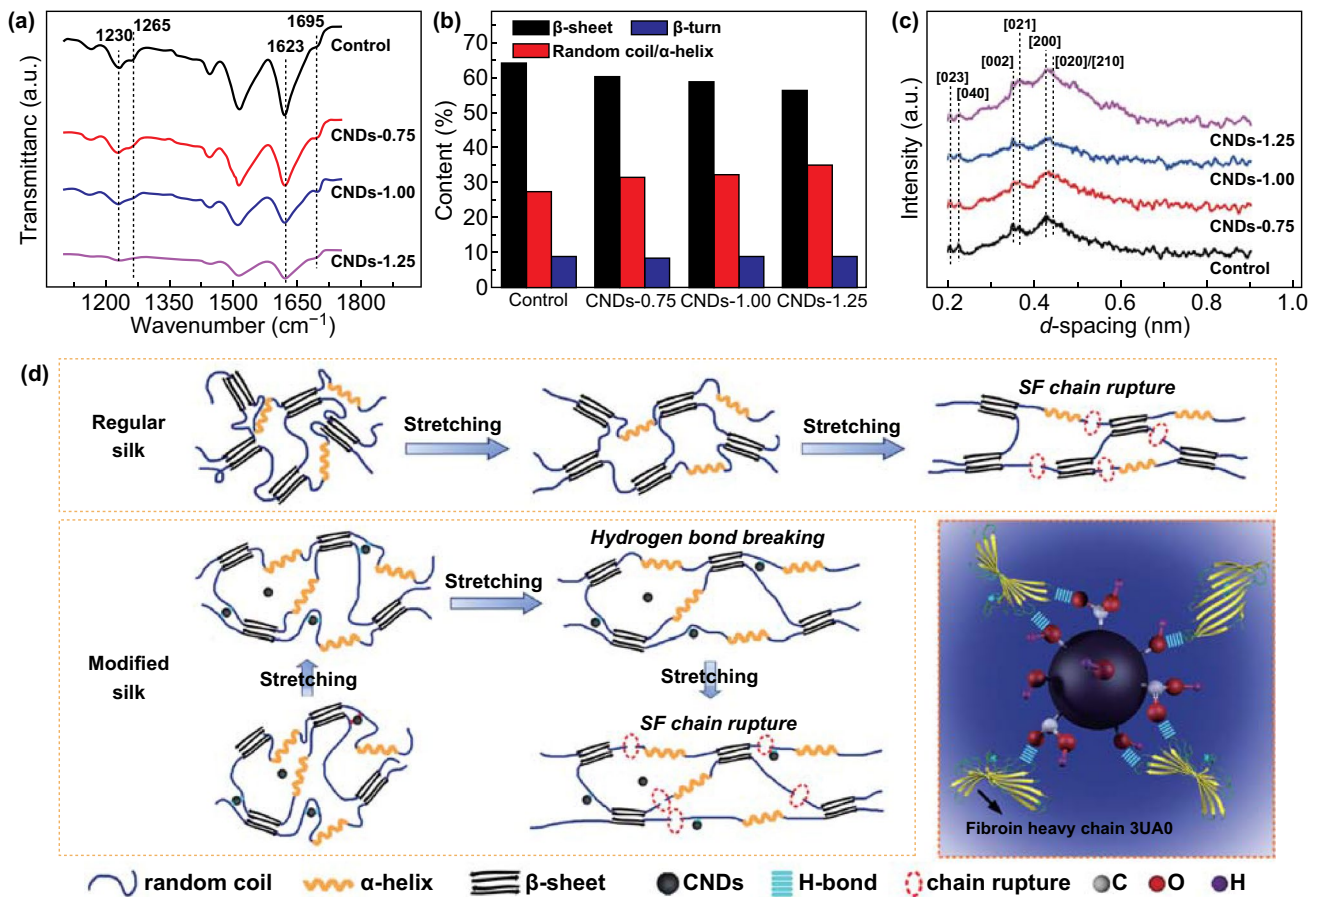 (a)
1230
1265
1695
1623
Control
CNDs-0.75
CNDs-1.00
CNDs-1.25
Transmittanc (a.u.)
1200 1350 1500 1650 1800
Wavenumber (cm−1)
(b)
β-sheet
β-turn
Random coil/α-helix
Content (%)
70
60
50
40
30
20
10
0
Control CNDs-0.75 CNDs-1.00 CNDs-1.25
(c)
[021]
[002]
[200]
[023]
[040]
[020]/[210]
CNDs-1.25
CNDs-1.00
CNDs-0.75
Control
Intensity (a.u.)
0.2 0.4 0.6 0.8 1.0
d-spacing (nm)
(d)
Regular
silk
Stretching
Stretching
SF chain rupture
Modified
silk
Hydrogen bond breaking
Stretching
Stretching
Stretching
SF chain rupture
Fibroin heavy chain 3UA0
random coil
α-helix
β-sheet
CNDs
H-bond
chain rupture
C
O
H